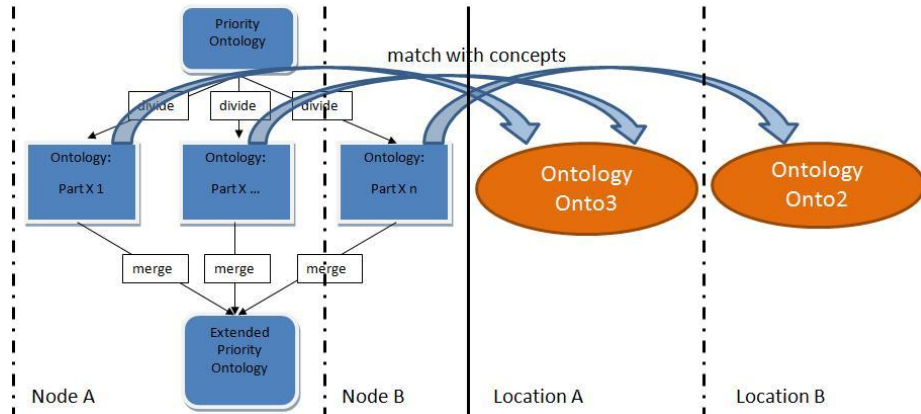 Priority
Ontology
match with concepts
divide
divide
divide
Ontology:
Part X 1
Ontology:
Part X ...
Ontology:
Part X n
Ontology
Onto3
Ontology
Onto2
merge
merge
merge
Extended
Priority
Ontology
Node A
Node B
Location A
Location B